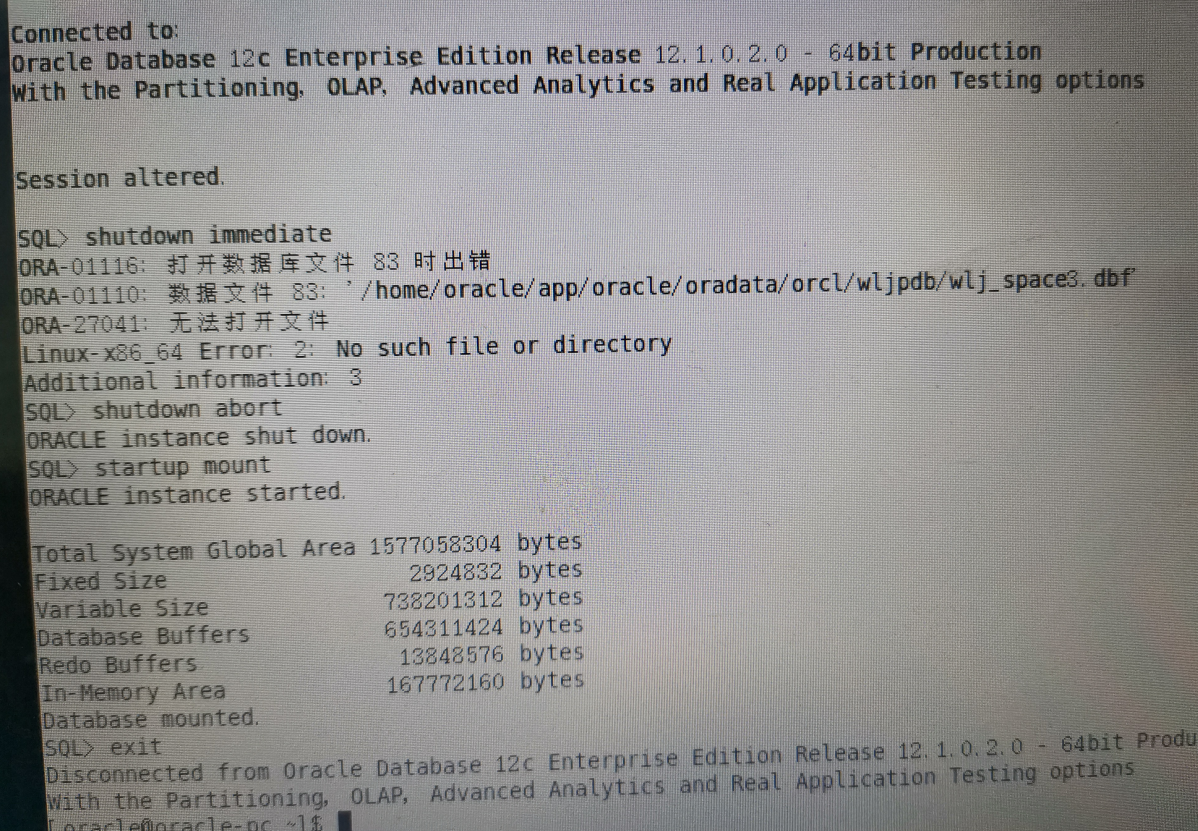 Connected to:
Oracle Database 12c Enterprise Edition Release 12.1.0.2.0 - 64bit Production
With the Partitioning, OLAP, Advanced Analytics and Real Application Testing options
Session altered.
SQL> shutdown immediate
ORA-01116: 打开数据库文件 83 时出错
ORA-01110: 数据文件 83: '/home/oracle/app/oracle/oradata/orcl/wljpdb/wlj_space3.dbf'
ORA-27041: 无法打开文件
Linux-x86_64 Error: 2: No such file or directory
Additional information: 3
SQL> shutdown abort
ORACLE instance shut down.
SQL> startup mount
ORACLE instance started.
Total System Global Area 1577058304 bytes
Fixed Size 2924832 bytes
Variable Size 738201312 bytes
Database Buffers 654311424 bytes
Redo Buffers 13848576 bytes
In-Memory Area 167772160 bytes
Database mounted.
SQL> exit
Disconnected from Oracle Database 12c Enterprise Edition Release 12.1.0.2.0 - 64bit Produ
With the Partitioning, OLAP, Advanced Analytics and Real Application Testing options
[oracle@oracle-pc ~]$